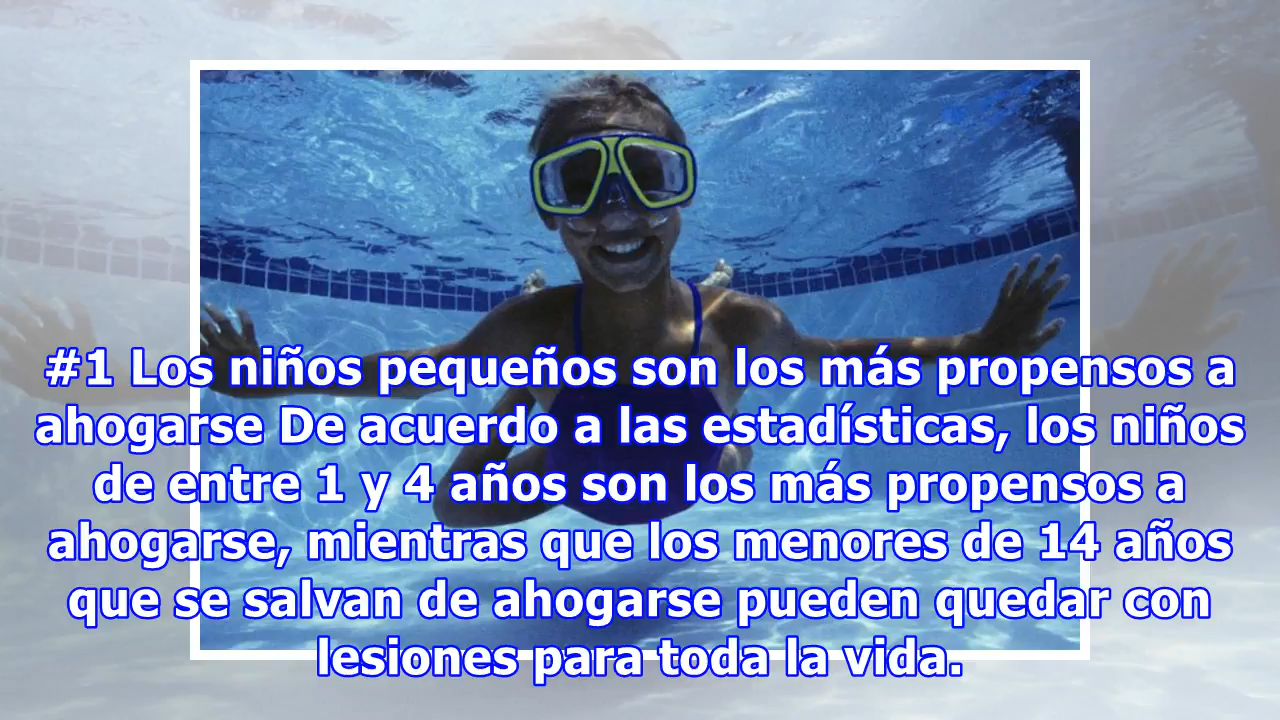 #1 Los niños pequeños son los más propensos a
ahogarse De acuerdo a las estadísticas, los niños
de entre 1 y 4 años son los más propensos a
ahogarse, mientras que los menores de 14 años
que se salvan de ahogarse pueden quedar con
lesiones para toda la vida.